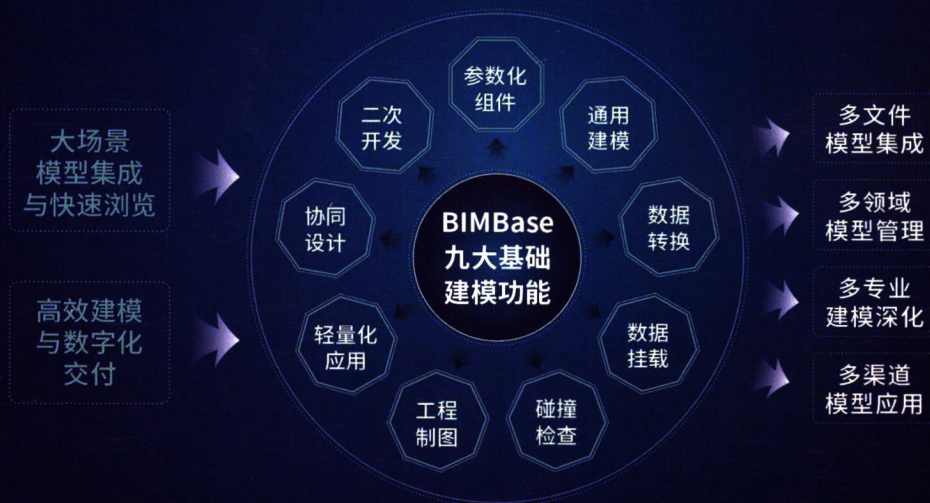 大场景
模型集成
与快速浏览
高效建模
与数字化
交付
BIMBase
九大基础
建模功能
参数化
组件
通用
建模
数据
转换
数据
挂载
碰撞
检查
工程
制图
轻量化
应用
协同
设计
二次
开发
多文件
模型集成
多领域
模型管理
多专业
建模深化
多渠道
模型应用